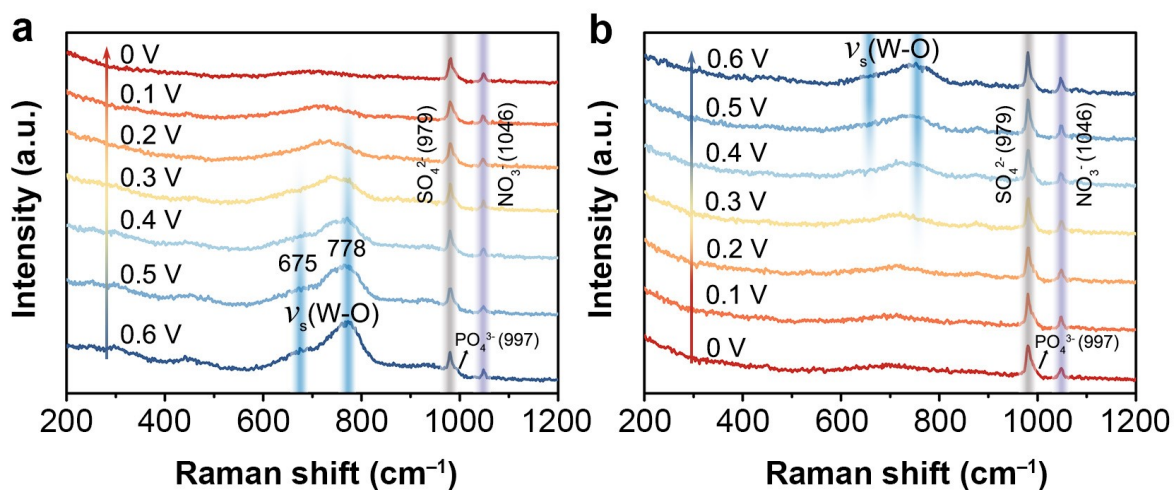 a
0 V
0.1 V
0.2 V
0.3 V
0.4 V
0.5 V
0.6 V
675
778
νs(W-O)
SO₄²⁻ (979)
NO₃⁻ (1046)
PO₄³⁻ (997)
Intensity (a.u.)
200 400 600 800 1000 1200
Raman shift (cm⁻¹)
b
0.6 V
0.5 V
0.4 V
0.3 V
0.2 V
0.1 V
0 V
νs(W-O)
SO₄²⁻ (979)
NO₃⁻ (1046)
PO₄³⁻ (997)
Intensity (a.u.)
200 400 600 800 1000 1200
Raman shift (cm⁻¹)